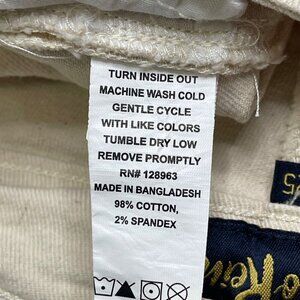 TURN INSIDE OUT
MACHINE WASH COLD
GENTLE CYCLE
WITH LIKE COLORS
TUMBLE DRY LOW
REMOVE PROMPTLY
RN# 128963
MADE IN BANGLADESH
98% COTTON,
2% SPANDEX